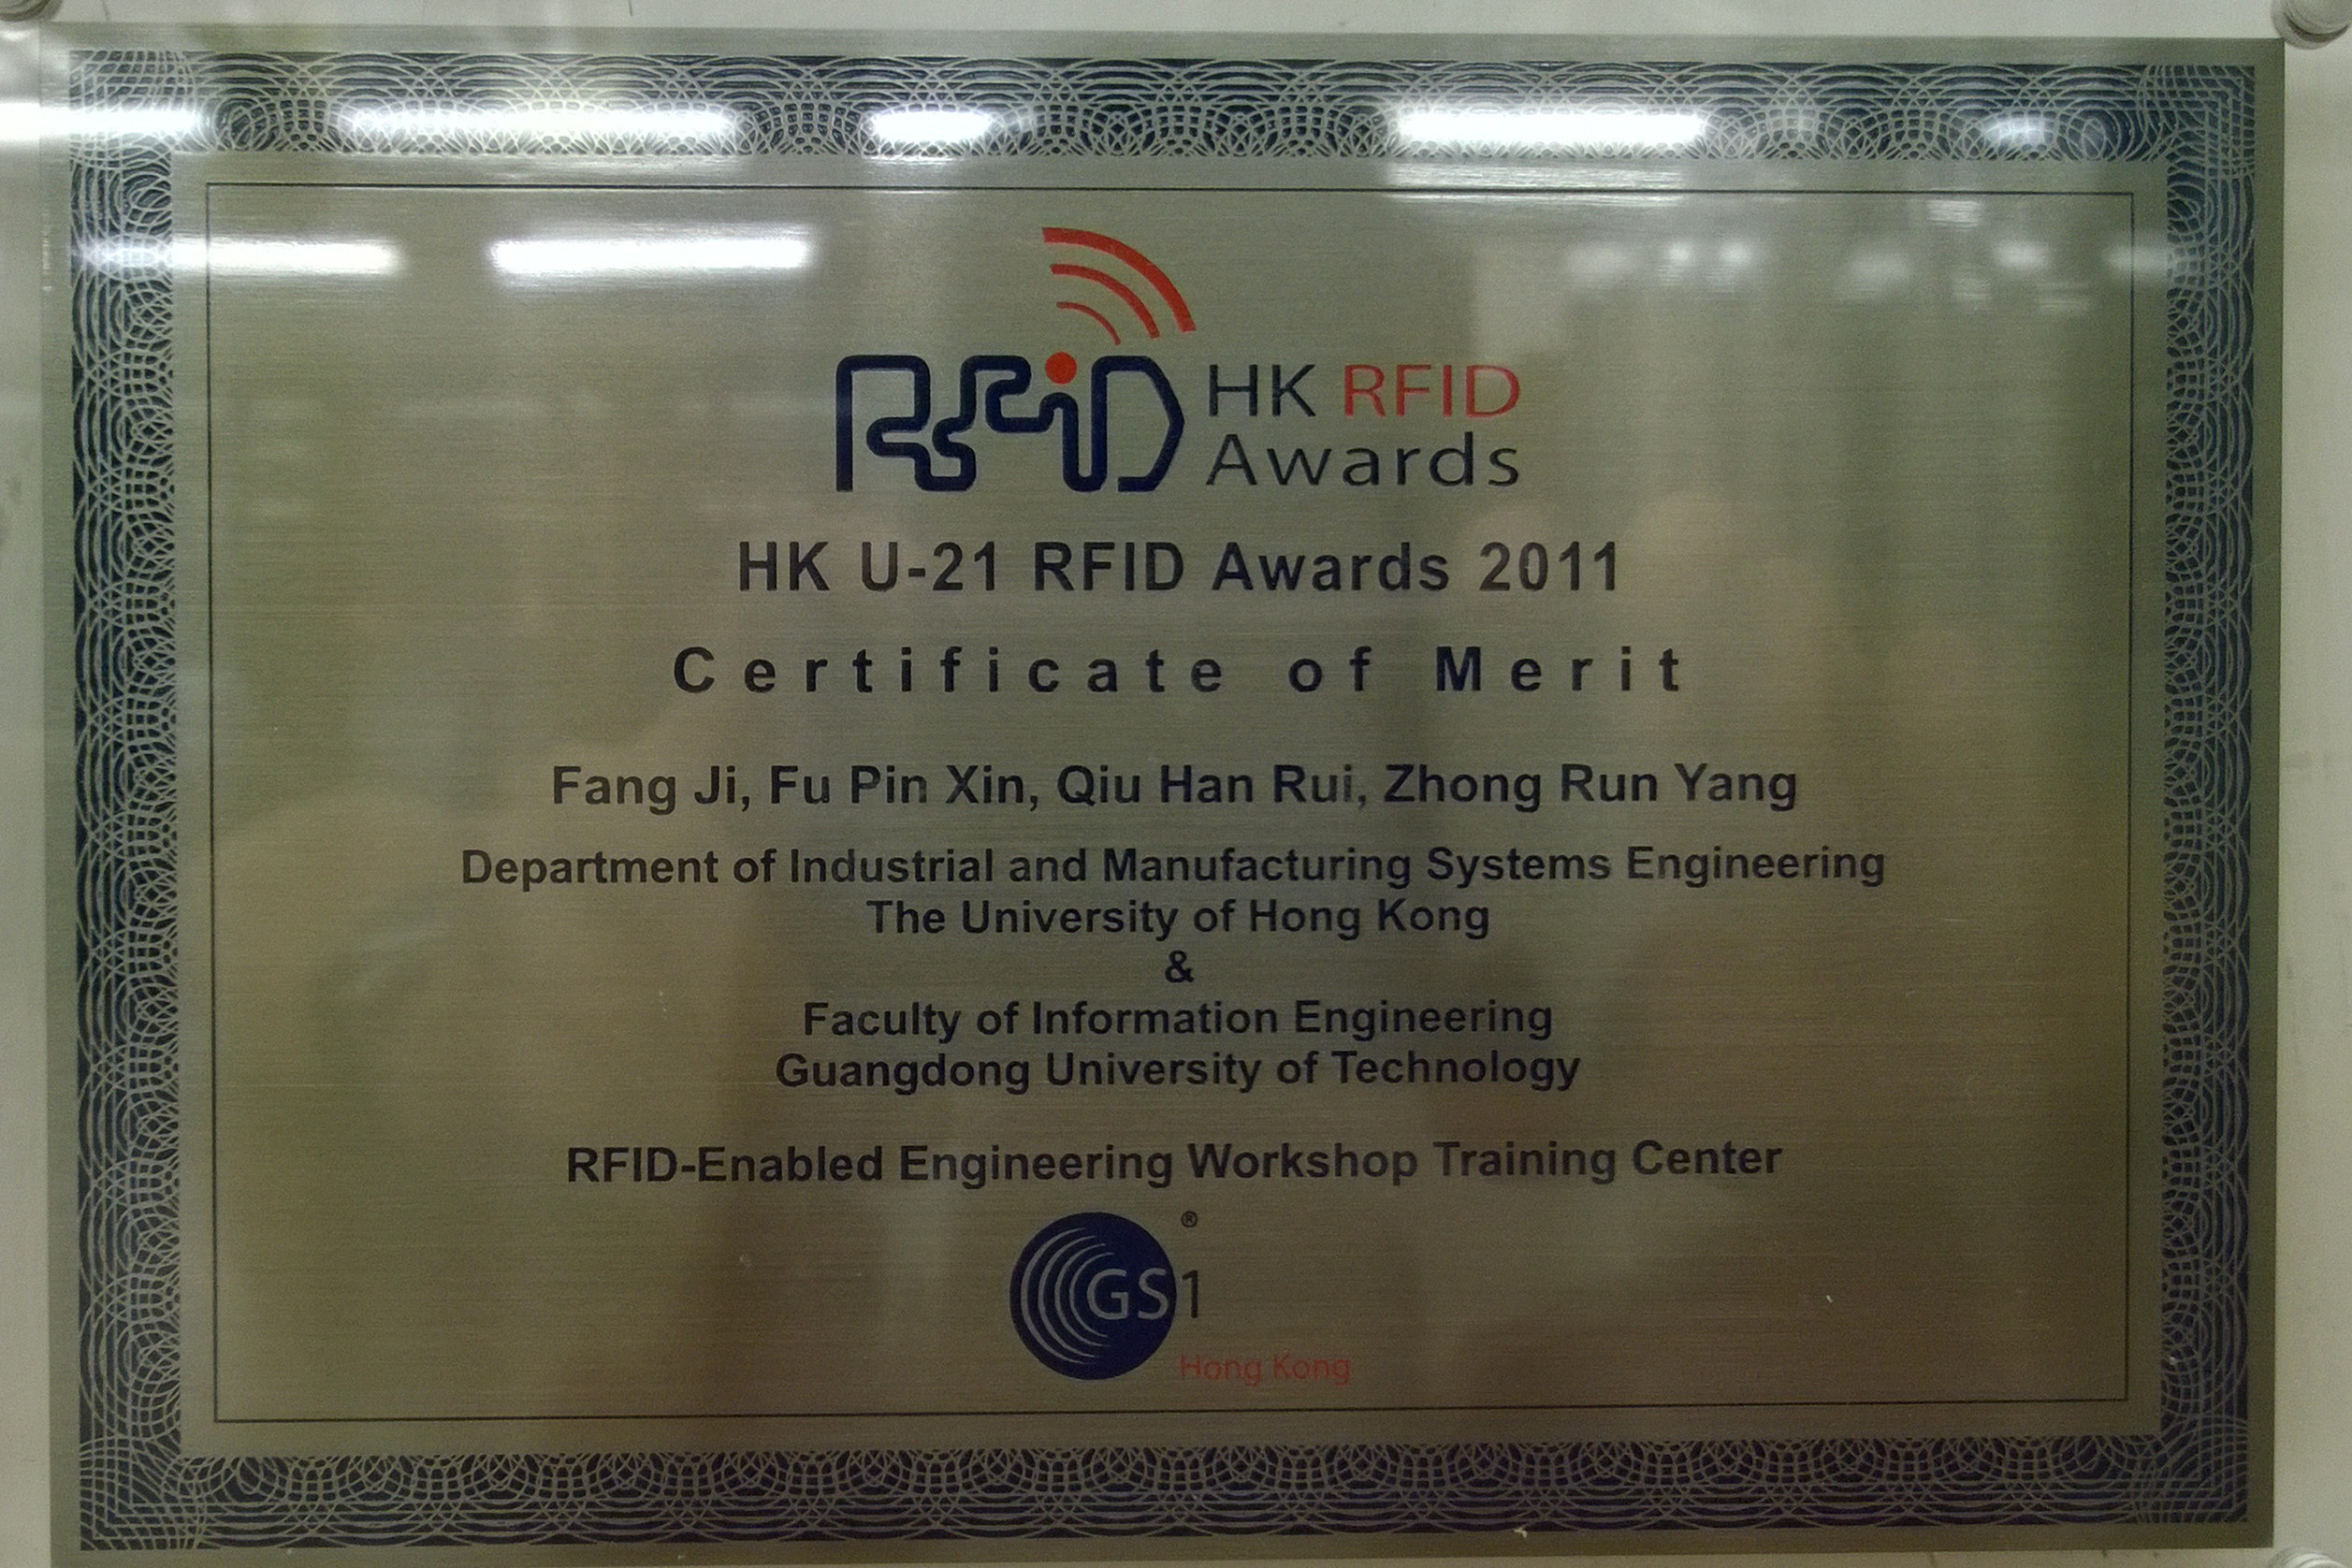 RFiD HK RFID
Awards
HK U-21 RFID Awards 2011
Certificate of Merit
Fang Ji, Fu Pin Xin, Qiu Han Rui, Zhong Run Yang
Department of Industrial and Manufacturing Systems Engineering
The University of Hong Kong
&
Faculty of Information Engineering
Guangdong University of Technology
RFID-Enabled Engineering Workshop Training Center
GS1®
Hong Kong